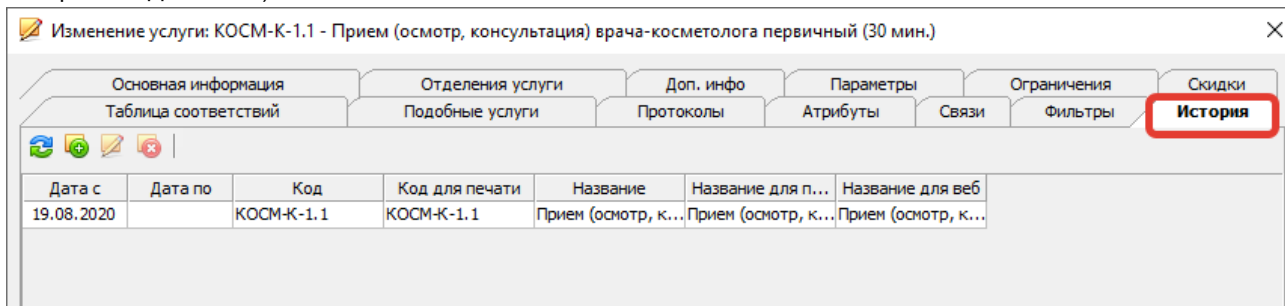 Изменение услуги: КОСМ-К-1.1 - Прием (осмотр, консультация) врача-косметолога первичный (30 мин.)
Основная информация Отделения услуги Доп. инфо Параметры Ограничения Скидки
Таблица соответствий Подобные услуги Протоколы Атрибуты Связи Фильтры История
Дата с Дата по Код Код для печати Название Название для п... Название для веб
19.08.2020 КОСМ-К-1.1 КОСМ-К-1.1 Прием (осмотр, к... Прием (осмотр, к... Прием (осмотр, к...